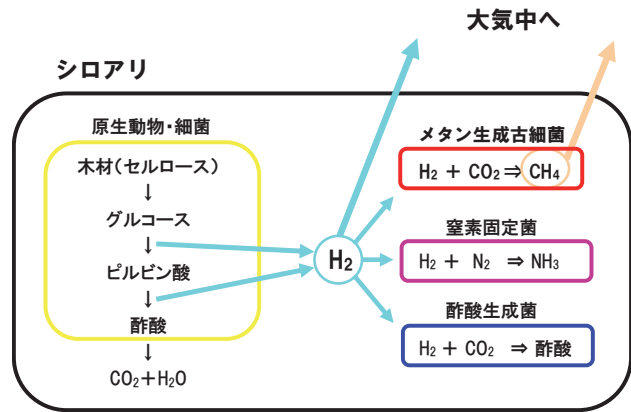 大気中へ
シロアリ
原生動物・細菌
木材(セルロース)
↓
グルコース
↓
ピルビン酸
↓
酢酸
↓
CO₂+H₂O
H₂
メタン生成古細菌
H₂ + CO₂ ⇒ CH₄
窒素固定菌
H₂ + N₂ ⇒ NH₃
酢酸生成菌
H₂ + CO₂ ⇒ 酢酸